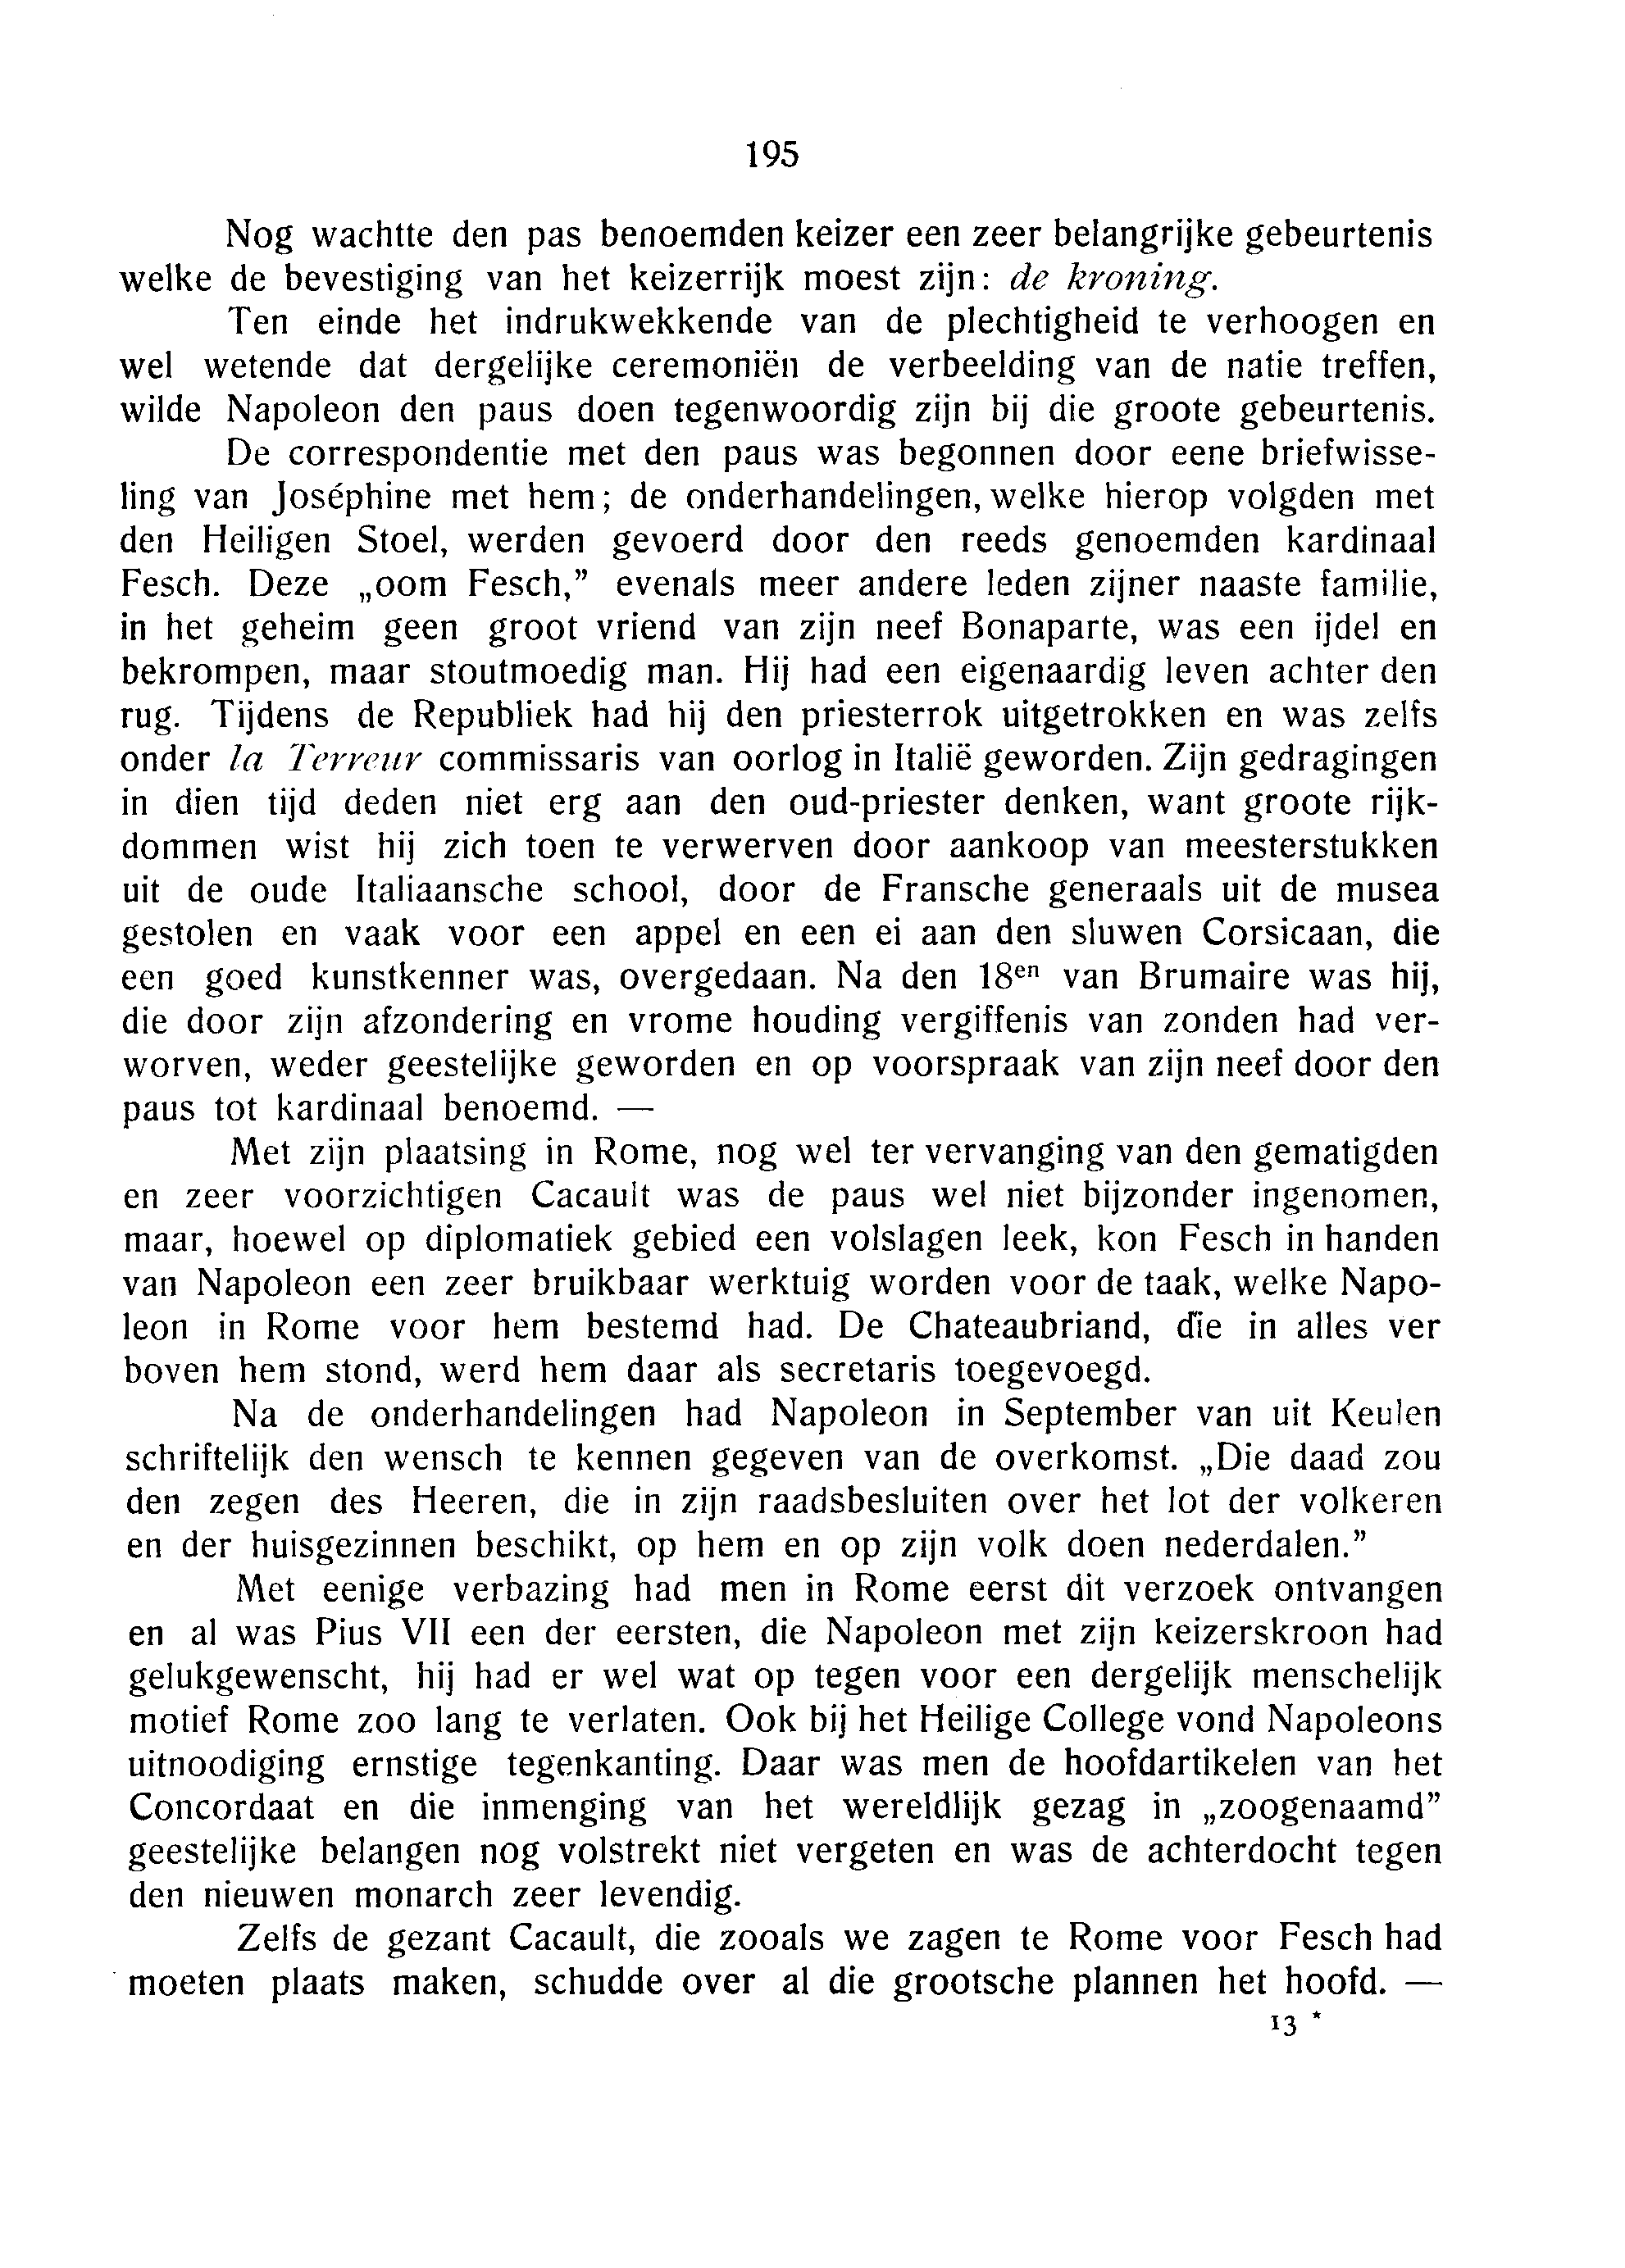 195
Nog wachtte den pas benoemden keizer een zeer belangrijke gebeurtenis
welke de bevestiging van het keizerrijk moest zijn: de kroning.
Ten einde het indrukwekkende van de plechtigheid te verhoogen en
wel wetende dat dergelijke ceremoniën de verbeelding van de natie treffen,
wilde Napoleon den paus doen tegenwoordig zijn bij die groote gebeurtenis.
De correspondentie met den paus was begonnen door eene briefwisse-
ling van Joséphine met hem; de onderhandelingen, welke hierop volgden met
den Heiligen Stoel, werden gevoerd door den reeds genoemden kardinaal
Fesch. Deze „oom Fesch,” evenals meer andere leden zijner naaste familie,
in het geheim geen groot vriend van zijn neef Bonaparte, was een ijdel en
bekrompen, maar stoutmoedig man. Hij had een eigenaardig leven achter den
rug. Tijdens de Republiek had hij den priesterrok uitgetrokken en was zelfs
onder la Terreur commissaris van oorlog in Italië geworden. Zijn gedragingen
in dien tijd deden niet erg aan den oud-priester denken, want groote rijk-
dommen wist hij zich toen te verwerven door aankoop van meesterstukken
uit de oude Italiaansche school, door de Fransche generaals uit de musea
gestolen en vaak voor een appel en een ei aan den sluwen Corsicaan, die
een goed kunstkenner was, overgedaan. Na den 18en van Brumaire was hij,
die door zijn afzondering en vrome houding vergiffenis van zonden had ver-
worven, weder geestelijke geworden en op voorspraak van zijn neef door den
paus tot kardinaal benoemd. —
Met zijn plaatsing in Rome, nog wel ter vervanging van den gematigden
en zeer voorzichtigen Cacault was de paus wel niet bijzonder ingenomen,
maar, hoewel op diplomatiek gebied een volslagen leek, kon Fesch in handen
van Napoleon een zeer bruikbaar werktuig worden voor de taak, welke Napo-
leon in Rome voor hem bestemd had. De Chateaubriand, die in alles ver
boven hem stond, werd hem daar als secretaris toegevoegd.
Na de onderhandelingen had Napoleon in September van uit Keulen
schriftelijk den wensch te kennen gegeven van de overkomst. „Die daad zou
den zegen des Heeren, die in zijn raadsbesluiten over het lot der volkeren
en der huisgezinnen beschikt, op hem en op zijn volk doen nederdalen.”
Met eenige verbazing had men in Rome eerst dit verzoek ontvangen
en al was Pius VII een der eersten, die Napoleon met zijn keizerskroon had
gelukgewenscht, hij had er wel wat op tegen voor een dergelijk menschelijk
motief Rome zoo lang te verlaten. Ook bij het Heilige College vond Napoleons
uitnoodiging ernstige tegenkanting. Daar was men de hoofdartikelen van het
Concordaat en die inmenging van het wereldlijk gezag in „zoogenaamd”
geestelijke belangen nog volstrekt niet vergeten en was de achterdocht tegen
den nieuwen monarch zeer levendig.
Zelfs de gezant Cacault, die zooals we zagen te Rome voor Fesch had
moeten plaats maken, schudde over al die grootsche plannen het hoofd. —
13 *